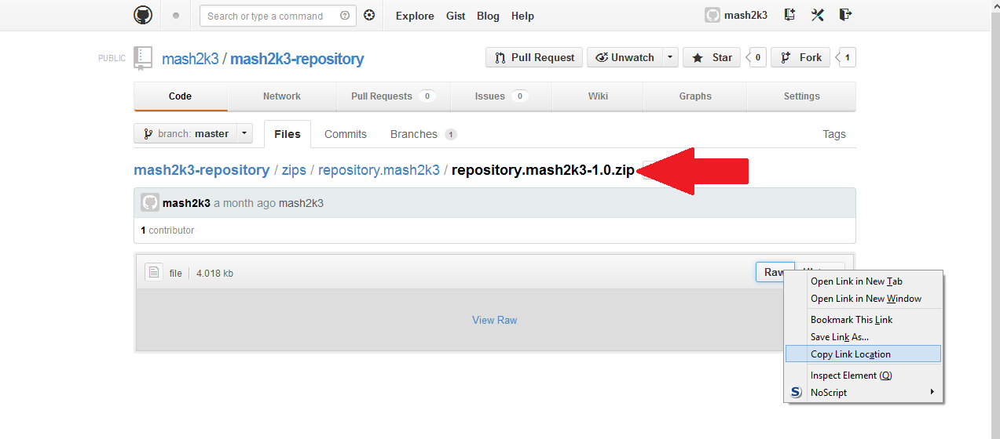 Search or type a command
Explore Gist Blog Help
mash2k3
PUBLIC
mash2k3 / mash2k3-repository
Pull Request
Unwatch
Star 0
Fork 1
Code Network Pull Requests 0 Issues 0 Wiki Graphs Settings
branch: master
Files Commits Branches 1 Tags
mash2k3-repository / zips / repository.mash2k3 / repository.mash2k3-1.0.zip
mash2k3 a month ago mash2k3
1 contributor
file 4.018 kb
Raw
View Raw
Open Link in New Tab
Open Link in New Window
Bookmark This Link
Save Link As...
Copy Link Location
Inspect Element (Q)
S NoScript